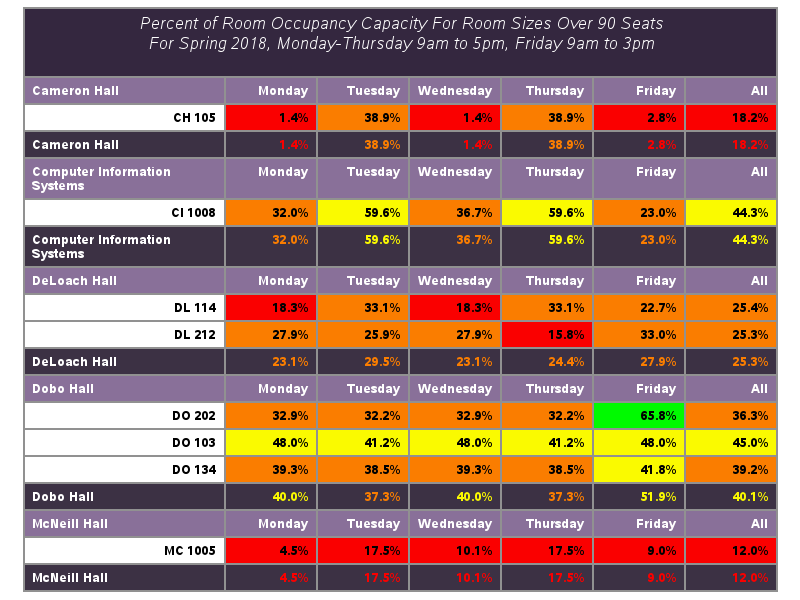 Percent of Room Occupancy Capacity For Room Sizes Over 90 Seats
For Spring 2018, Monday-Thursday 9am to 5pm, Friday 9am to 3pm
Cameron Hall Monday Tuesday Wednesday Thursday Friday All
CH 105 1.4% 38.9% 1.4% 38.9% 2.8% 18.2%
Cameron Hall 1.4% 38.9% 1.4% 38.9% 2.8% 18.2%
Computer Information Monday Tuesday Wednesday Thursday Friday All
Systems
CI 1008 32.0% 59.6% 36.7% 59.6% 23.0% 44.3%
Computer Information 32.0% 59.6% 36.7% 59.6% 23.0% 44.3%
Systems
DeLoach Hall Monday Tuesday Wednesday Thursday Friday All
DL 114 18.3% 33.1% 18.3% 33.1% 22.7% 25.4%
DL 212 27.9% 25.9% 27.9% 15.8% 33.0% 25.3%
DeLoach Hall 23.1% 29.5% 23.1% 24.4% 27.9% 25.3%
Dobo Hall Monday Tuesday Wednesday Thursday Friday All
DO 202 32.9% 32.2% 32.9% 32.2% 65.8% 36.3%
DO 103 48.0% 41.2% 48.0% 41.2% 48.0% 45.0%
DO 134 39.3% 38.5% 39.3% 38.5% 41.8% 39.2%
Dobo Hall 40.0% 37.3% 40.0% 37.3% 51.9% 40.1%
McNeill Hall Monday Tuesday Wednesday Thursday Friday All
MC 1005 4.5% 17.5% 10.1% 17.5% 9.0% 12.0%
McNeill Hall 4.5% 17.5% 10.1% 17.5% 9.0% 12.0%